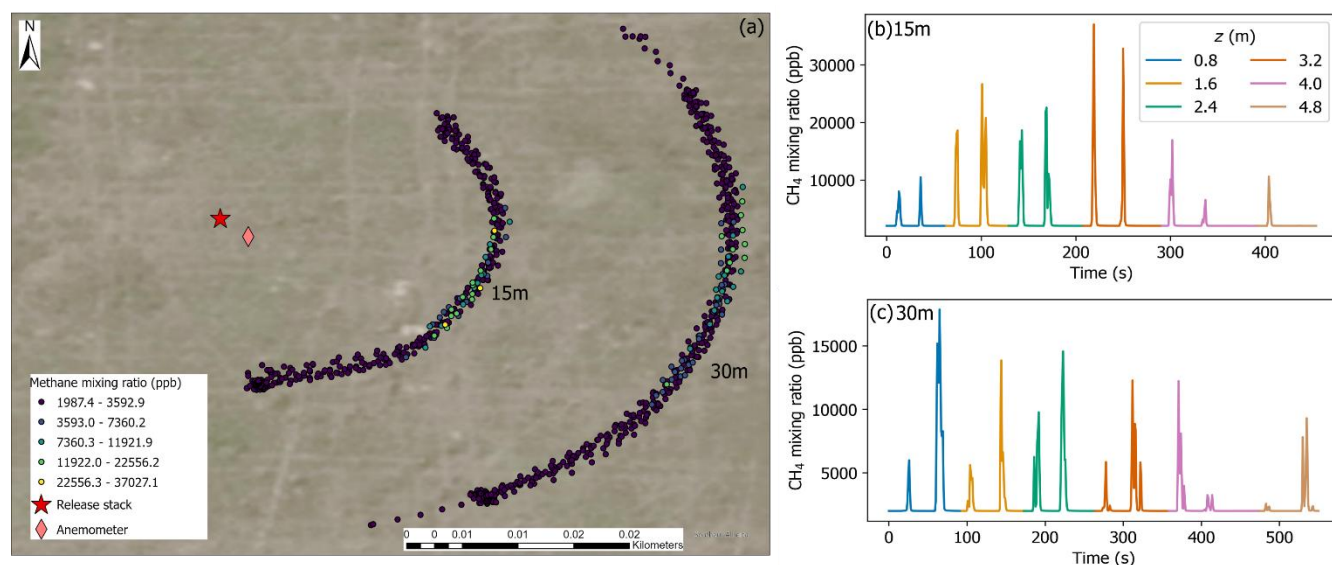 N
(a)
15m
30m
Methane mixing ratio (ppb)
1987.4 - 3592.9
3593.0 - 7360.2
7360.3 - 11921.9
11922.0 - 22556.2
22556.3 - 37027.1
Release stack
Anemometer
0 0 0.01 0.01 0.02 0.02
Kilometers
(b)15m
CH₄ mixing ratio (ppb)
30000
20000
10000
z (m)
0.8 3.2
1.6 4.0
2.4 4.8
0 100 200 300 400
Time (s)
(c) 30m
CH₄ mixing ratio (ppb)
15000
10000
5000
0 100 200 300 400 500
Time (s)